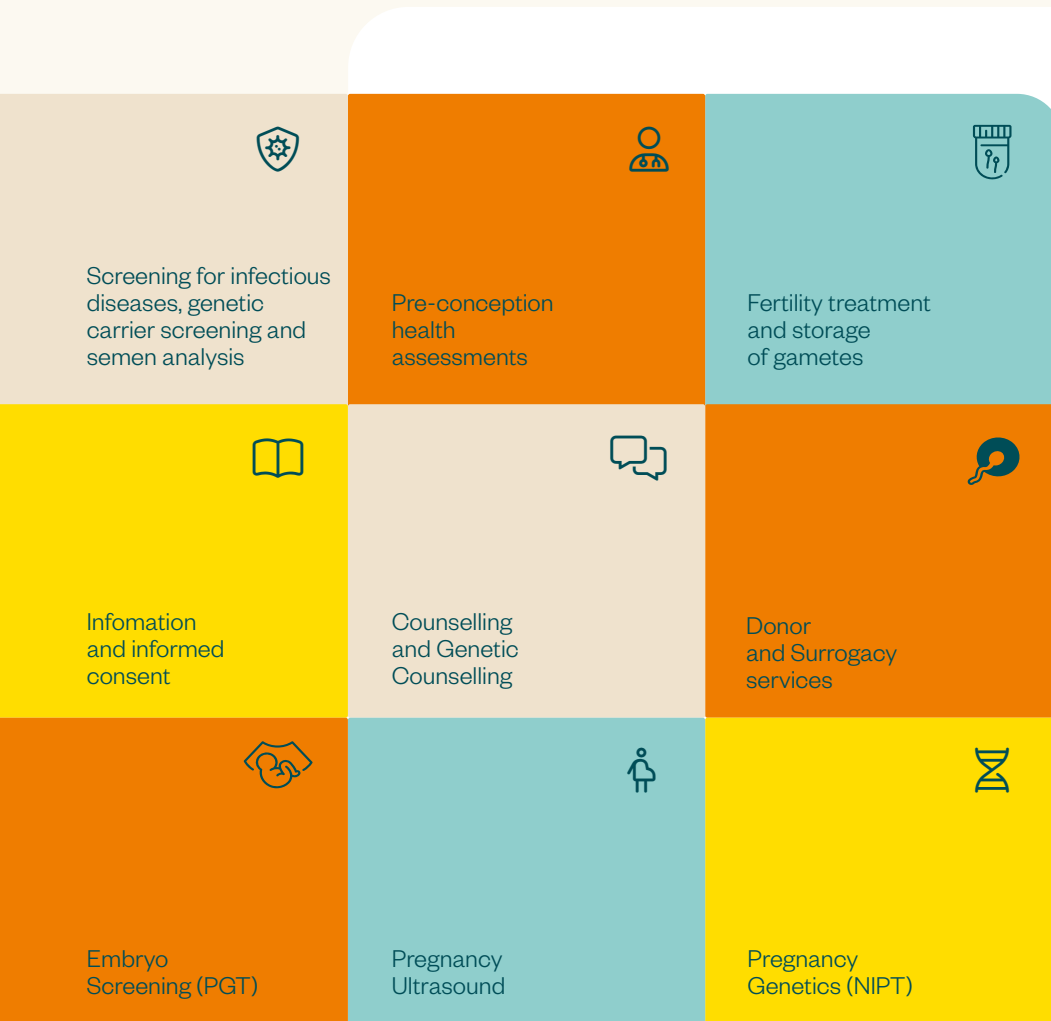 Screening for infectious
diseases, genetic
carrier screening and
semen analysis
Pre-conception
health
assessments
Fertility treatment
and storage
of gametes
Infomation
and informed
consent
Counselling
and Genetic
Counselling
Donor
and Surrogacy
services
Embryo
Screening (PGT)
Pregnancy
Ultrasound
Pregnancy
Genetics (NIPT)